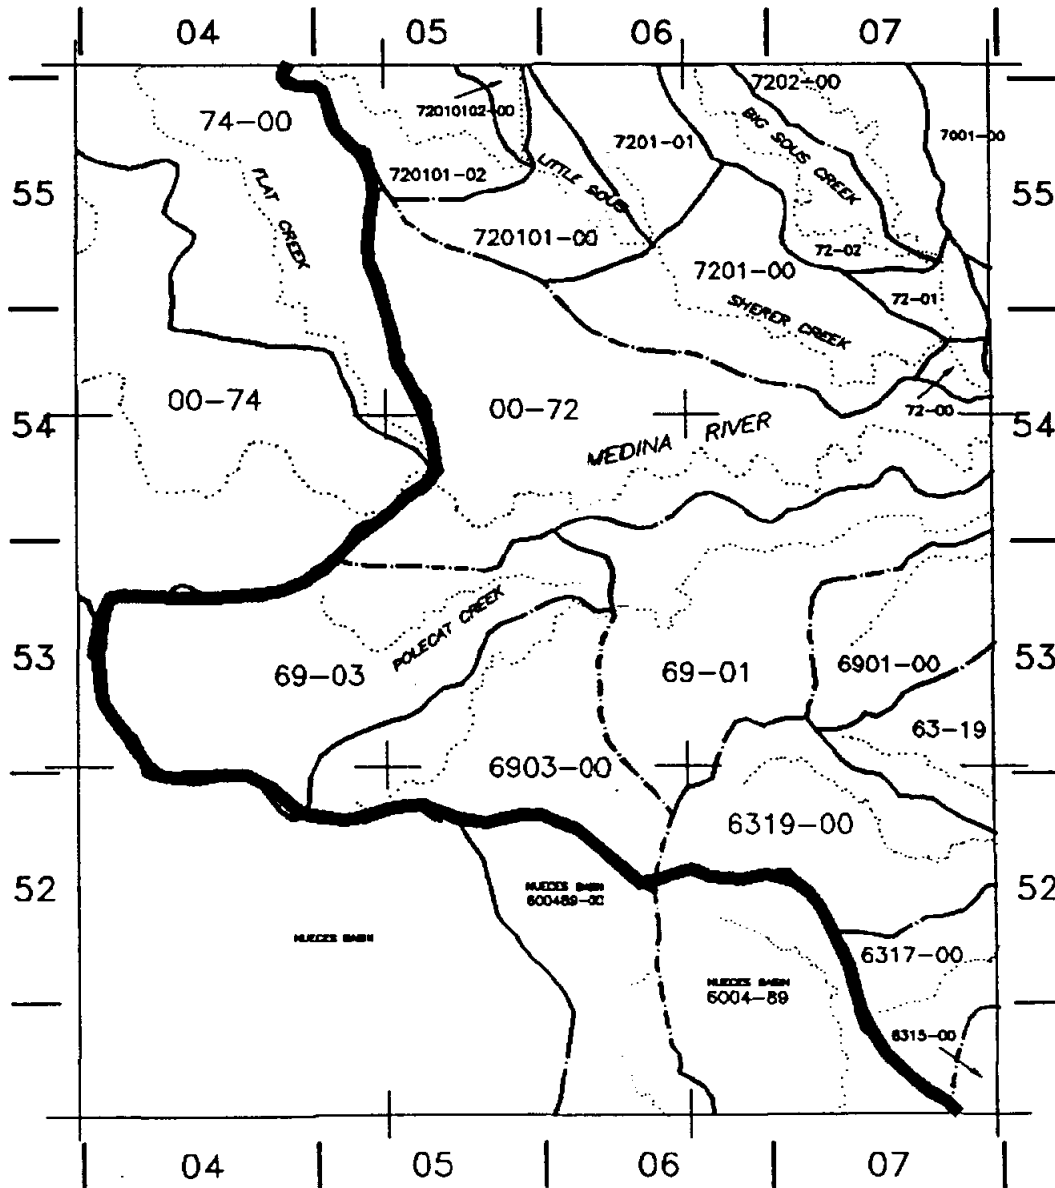 04 05 06 07
7202-00
72010102-00
74-00
7201-01
BIG SOUS CREEK
7001-00
LITTLE SOUS
720101-02
FLAT CREEK
55 55
720101-00
72-02
7201-00
72-01
SHERER CREEK
00-74
00-72
72-00
54 54
MEDINA RIVER
POLECAT CREEK
53 53
69-03
69-01
6901-00
63-19
6903-00
6319-00
52 52
NUECES BASIN
600489-00
NUECES BASIN
6317-00
NUECES BASIN
6004-89
6315-00
04 05 06 07